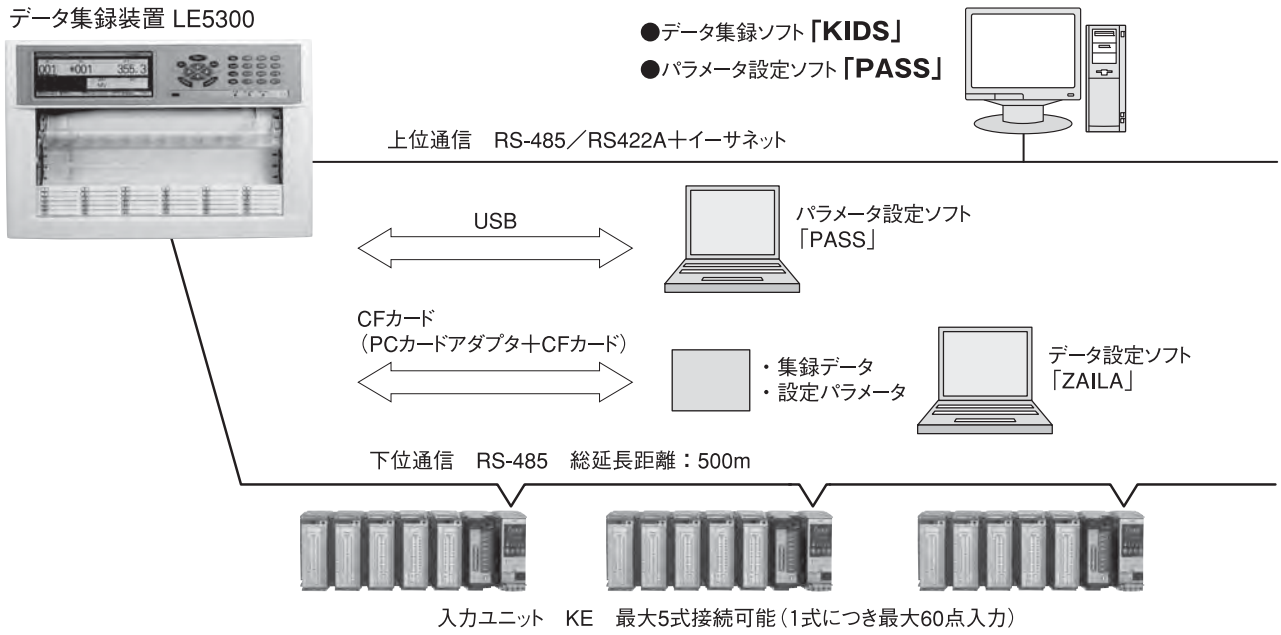 データ集録装置 LE5300
001 *001 355.3
MV
●データ集録ソフト「KIDS」
●パラメータ設定ソフト「PASS」
上位通信 RS-485／RS422A＋イーサネット
USB
パラメータ設定ソフト
「PASS」
CFカード
（PCカードアダプタ＋CFカード）
・集録データ
・設定パラメータ
データ設定ソフト
「ZAILA」
下位通信 RS-485 総延長距離：500m
入力ユニット KE 最大5式接続可能（1式につき最大60点入力）